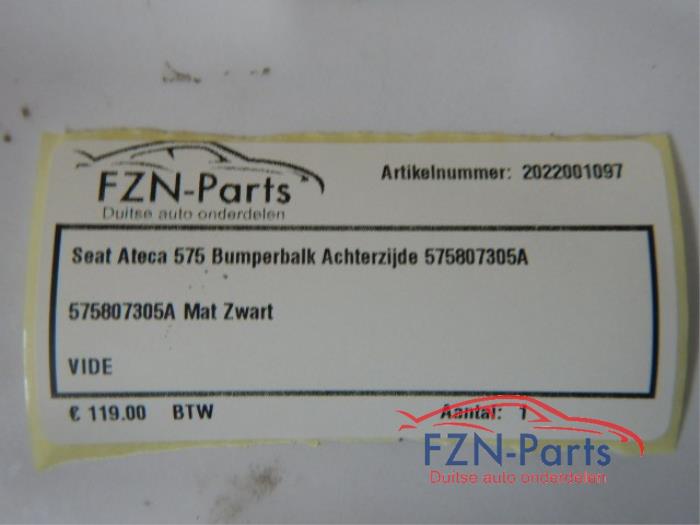 FZN-Parts
Duitse auto onderdelen
Artikelnummer: 2022001097
Seat Ateca 575 Bumperbalk Achterzijde 575807305A
575807305A Mat Zwart
VIDE
€ 119.00 BTW
Aantal: 1
FZN-Parts
Duitse auto onderdelen